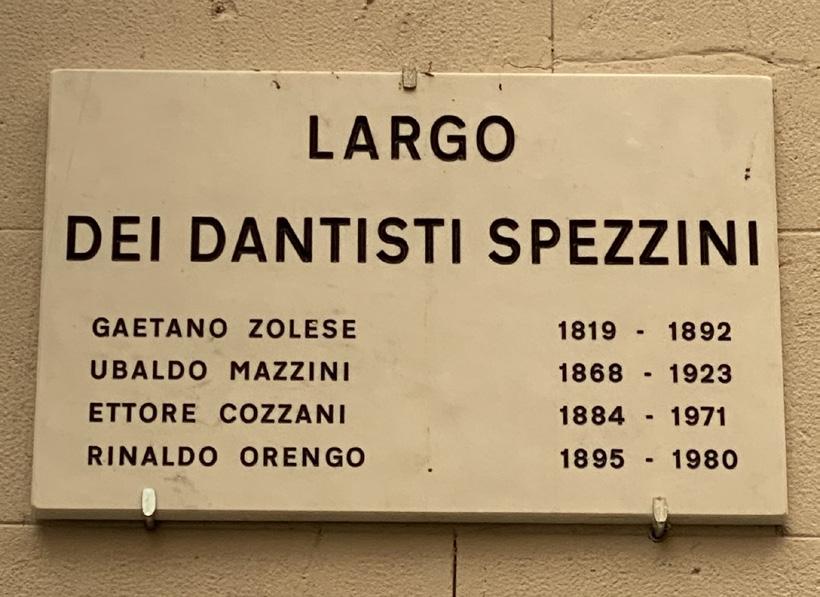 LARGO
DEI DANTISTI SPEZZINI
GAETANO ZOLESE 1819 - 1892
UBALDO MAZZINI 1868 - 1923
ETTORE COZZANI 1884 - 1971
RINALDO ORENGO 1895 - 1980